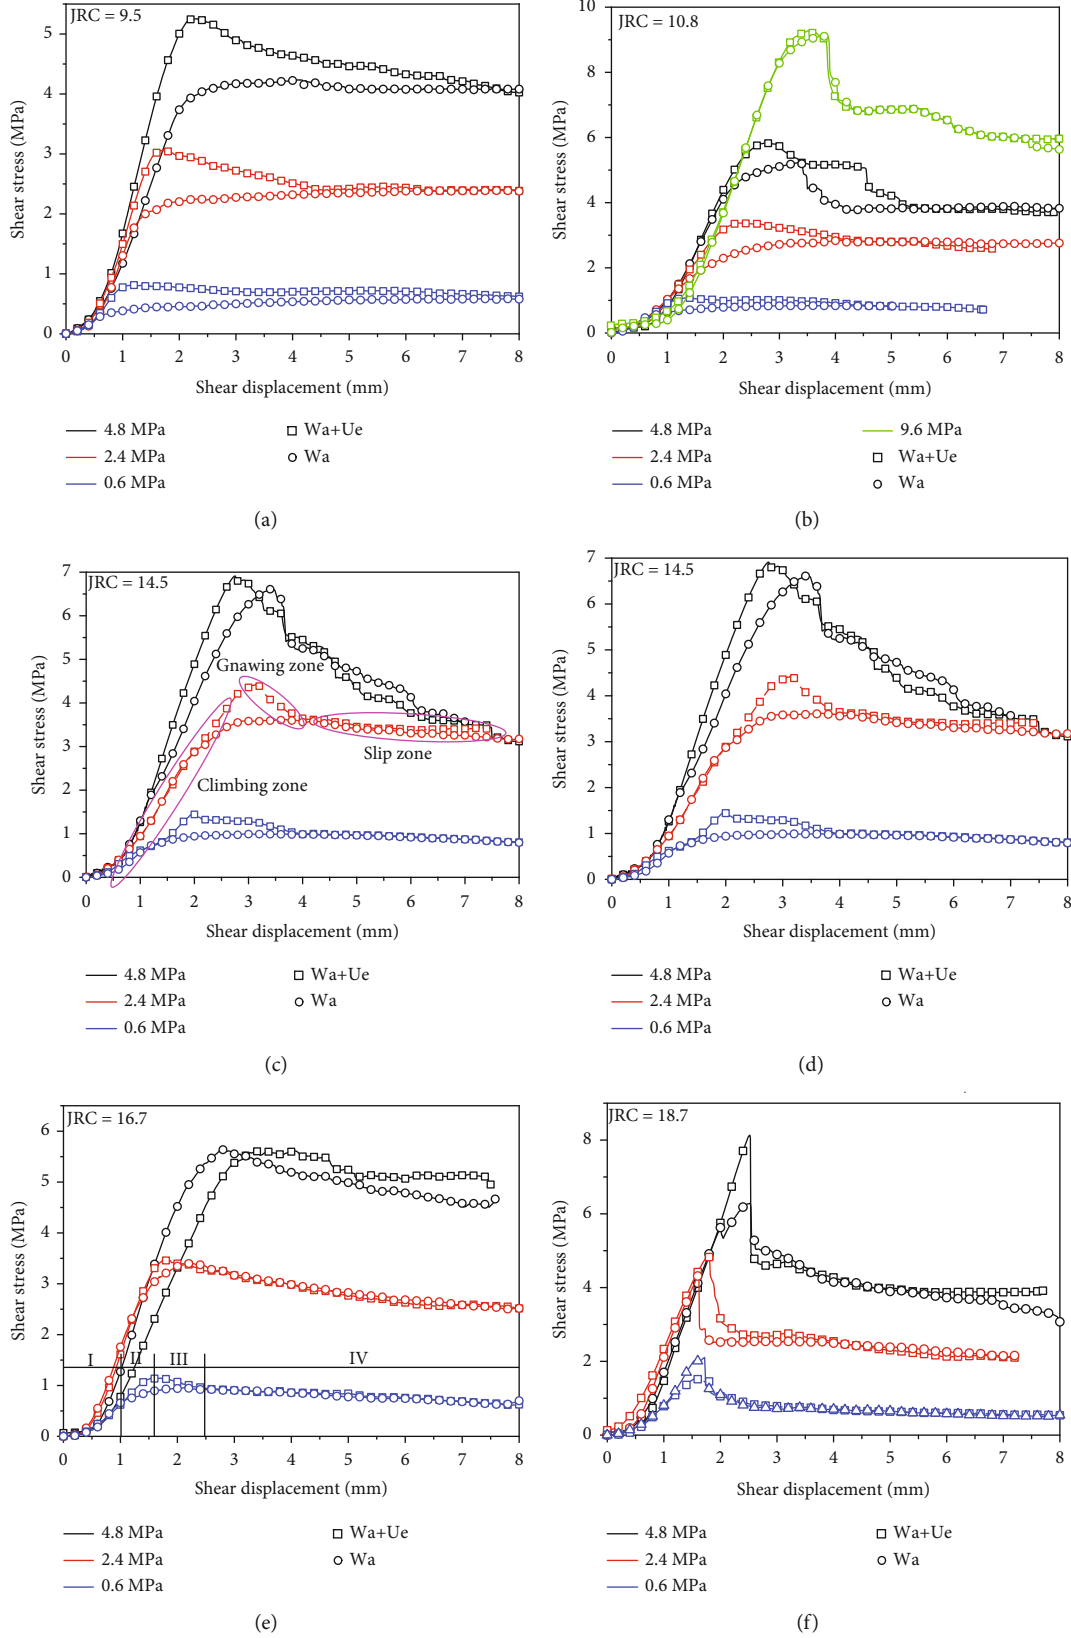 JRC = 9.5
Shear stress (MPa)
5
4
3
2
1
0
0 1 2 3 4 5 6 7 8
Shear displacement (mm)
4.8 MPa
2.4 MPa
0.6 MPa
Wa+Ue
Wa
(a)
JRC = 10.8
Shear stress (MPa)
10
8
6
4
2
0
0 1 2 3 4 5 6 7 8
Shear displacement (mm)
4.8 MPa
2.4 MPa
0.6 MPa
9.6 MPa
Wa+Ue
Wa
(b)
JRC = 14.5
Shear stress (MPa)
7
6
5
4
3
2
1
0
Gnawing zone
Slip zone
Climbing zone
0 1 2 3 4 5 6 7 8
Shear displacement (mm)
4.8 MPa
2.4 MPa
0.6 MPa
Wa+Ue
Wa
(c)
JRC = 14.5
Shear stress (MPa)
7
6
5
4
3
2
1
0
0 1 2 3 4 5 6 7 8
Shear displacement (mm)
4.8 MPa
2.4 MPa
0.6 MPa
Wa+Ue
Wa
(d)
JRC = 16.7
Shear stress (MPa)
6
5
4
3
2
1
0
I II III IV
0 1 2 3 4 5 6 7 8
Shear displacement (mm)
4.8 MPa
2.4 MPa
0.6 MPa
Wa+Ue
Wa
(e)
JRC = 18.7
Shear stress (MPa)
8
6
4
2
0
0 1 2 3 4 5 6 7 8
Shear displacement (mm)
4.8 MPa
2.4 MPa
0.6 MPa
Wa+Ue
Wa
(f)